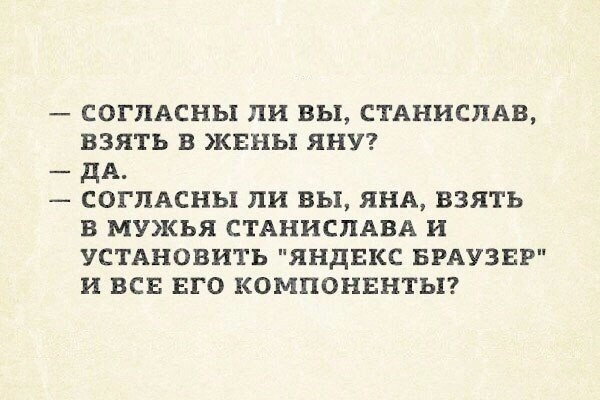 — СОГЛАСНЫ ЛИ ВЫ, СТАНИСЛАВ,
ВЗЯТЬ В ЖЕНЫ ЯНУ?
— ДА.
— СОГЛАСНЫ ЛИ ВЫ, ЯНА, ВЗЯТЬ
В МУЖЬЯ СТАНИСЛАВА И
УСТАНОВИТЬ "ЯНДЕКС БРАУЗЕР"
И ВСЕ ЕГО КОМПОНЕНТЫ?